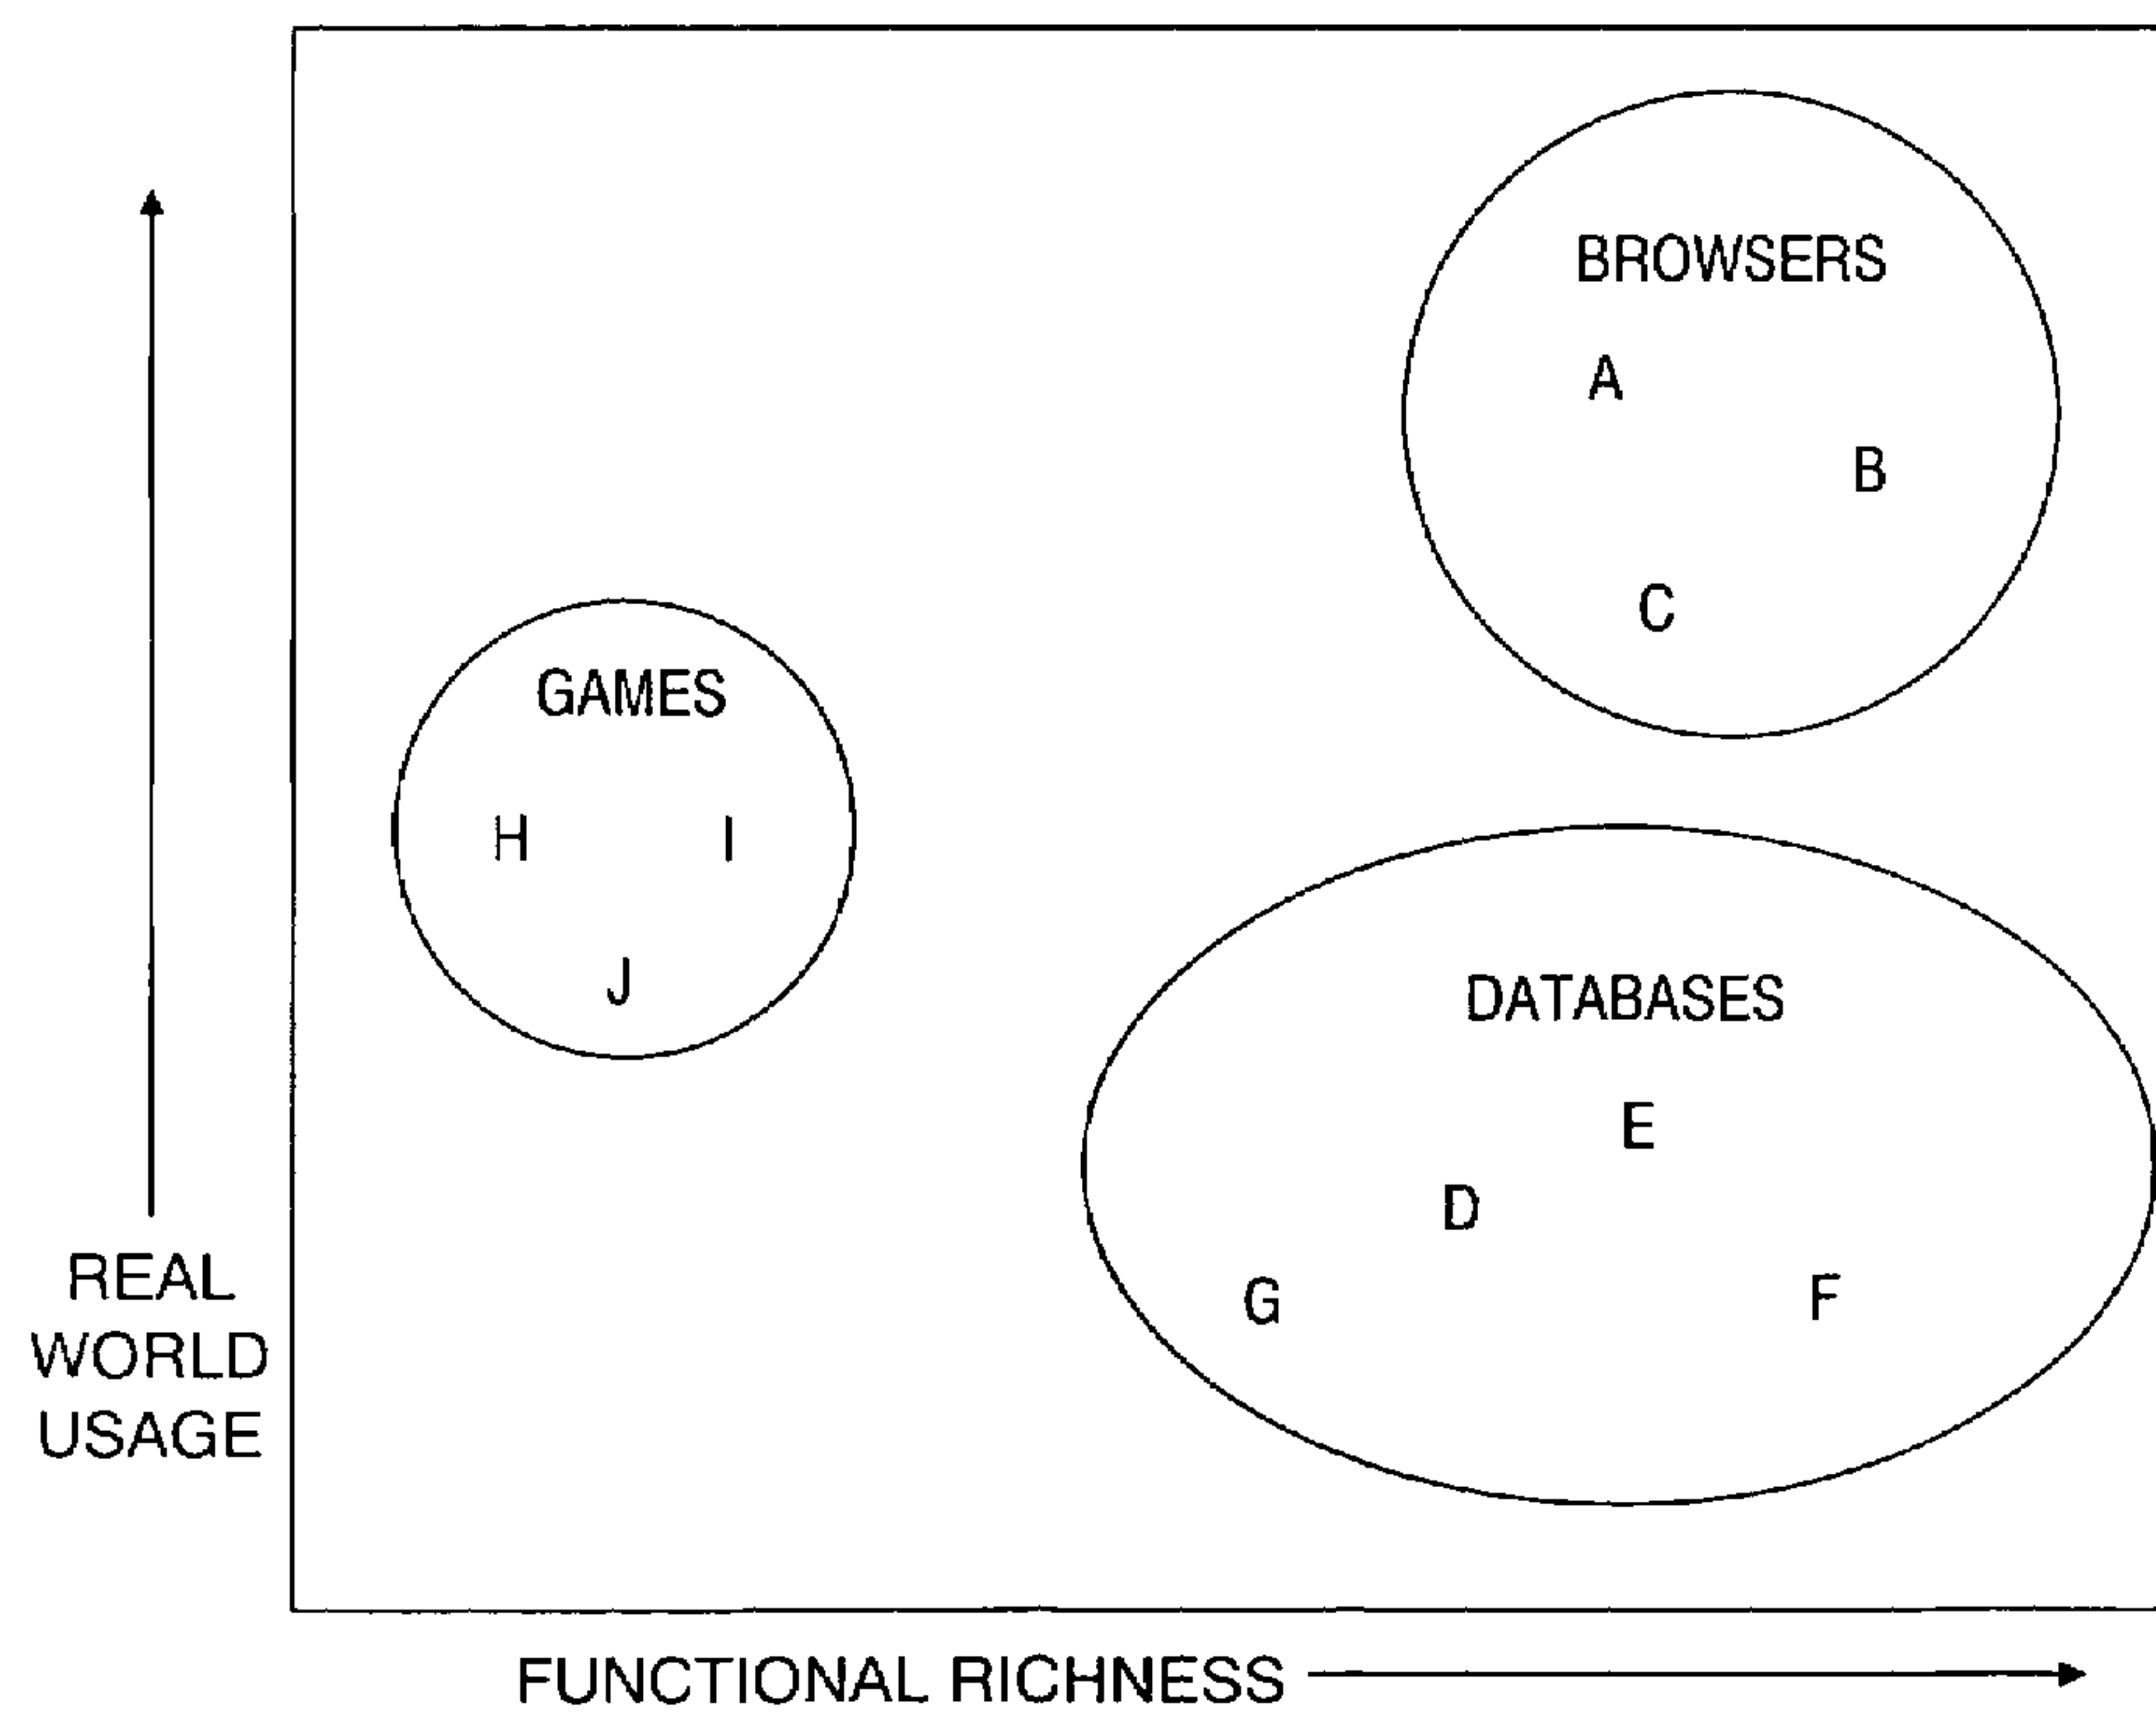 BROWSERS
A
B
C
GAMES
H I
J
DATABASES
E
D
G F
REAL
WORLD
USAGE
FUNCTIONAL RICHNESS